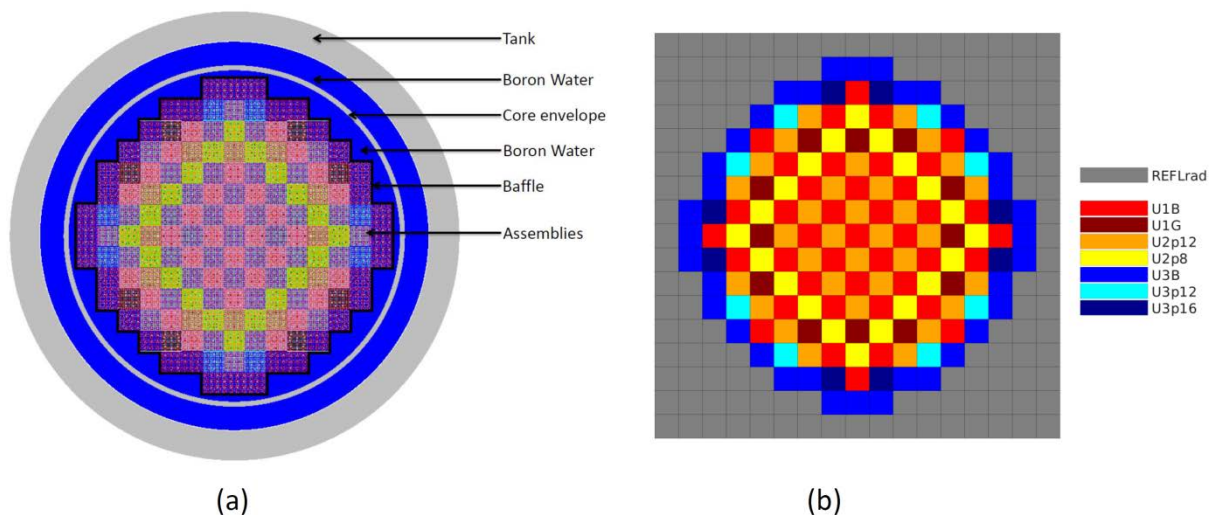 Tank
Boron Water
Core envelope
Boron Water
Baffle
Assemblies
REFLrad
U1B
U1G
U2p12
U2p8
U3B
U3p12
U3p16
(a)
(b)